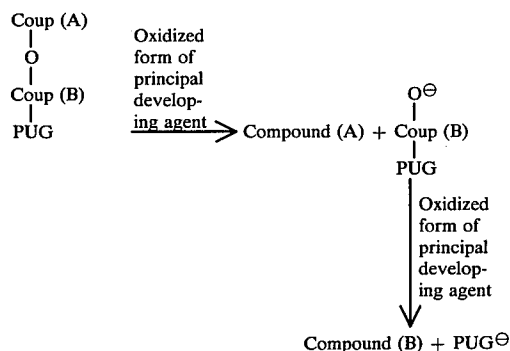 Coup (A)
O
Coup (B)
PUG
Oxidized
form of
principal
develop-
ing agent
Compound (A) + Coup (B)
O⊖
PUG
Oxidized
form of
principal
develop-
ing agent
Compound (B) + PUG⊖